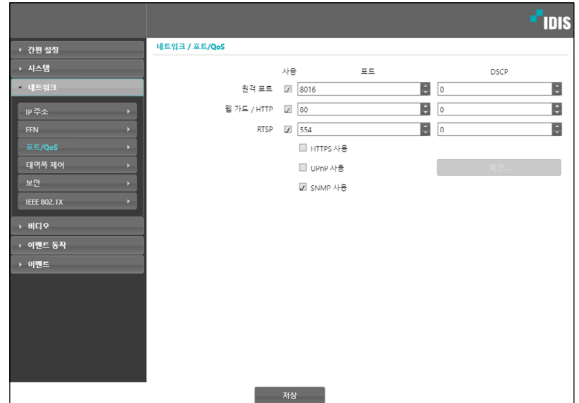 IDIS
네트워크 / 포트/QoS
간편 설정
시스템
네트워크
IP 주소
FEN
포트/QoS
대역폭 제어
보안
IEEE 802.1X
비디오
이벤트 동작
이벤트
사용 포트 DSCP
원격 포트 8016 0
웹 가드 / HTTP 80 0
RTSP 554 0
HTTPS 사용
UPnP 사용
SNMP 사용
저장